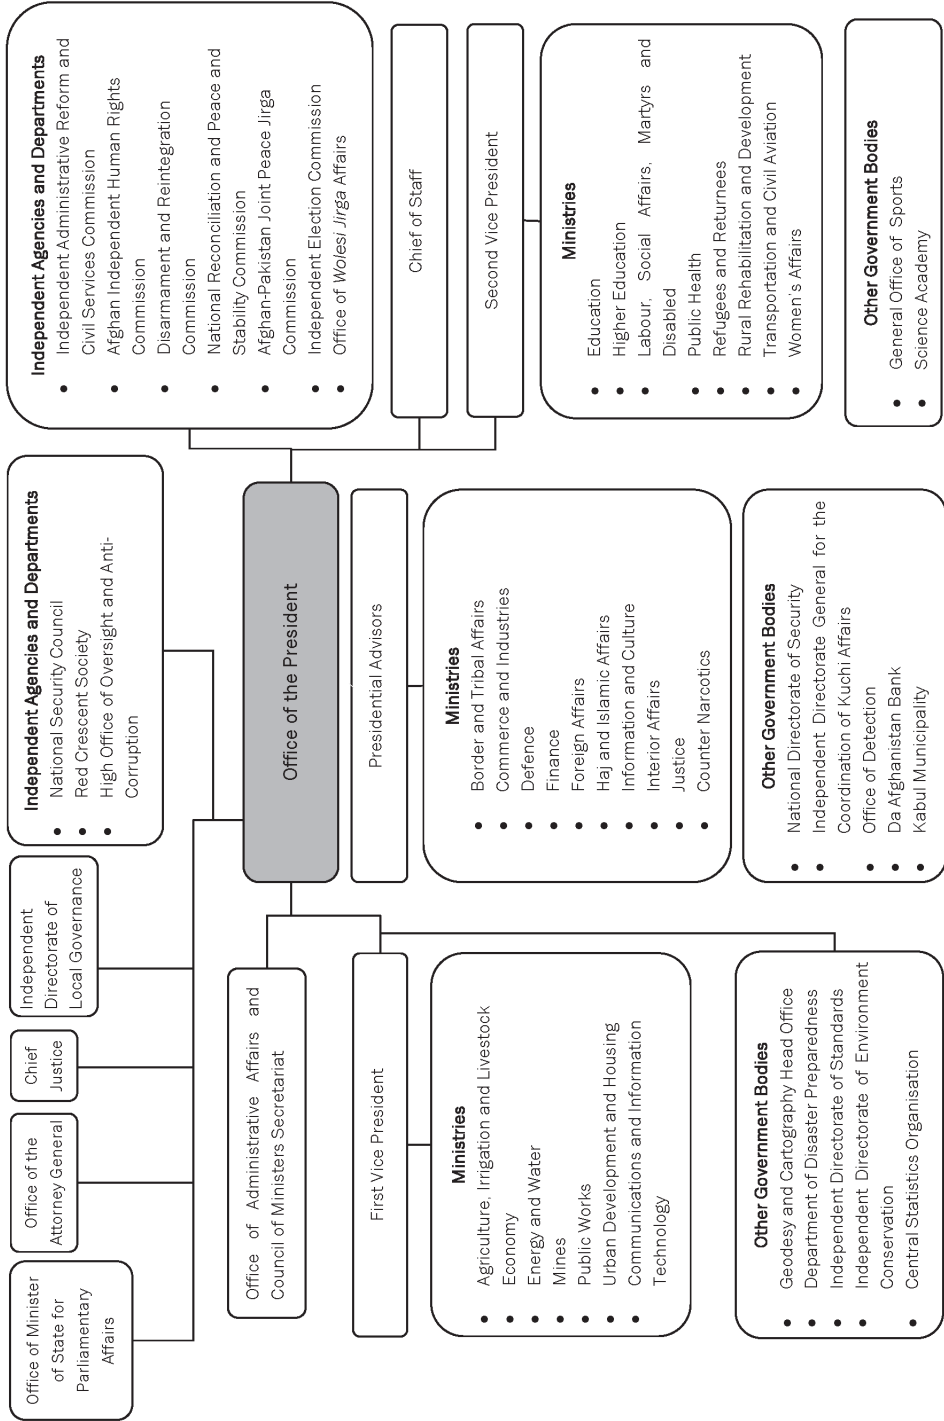 Office of Minister
of State for
Parliamentary
Affairs
Office of the
Attorney General
Chief
Justice
Independent
Directorate of
Local Governance
Independent Agencies and Departments
• National Security Council
• Red Crescent Society
• High Office of Oversight and Anti-
Corruption
Independent Agencies and Departments
• Independent Administrative Reform and
Civil Services Commission
• Afghan Independent Human Rights
Commission
• Disarmament and Reintegration
Commission
• National Reconciliation and Peace and
Stability Commission
• Afghan-Pakistan Joint Peace Jirga
Commission
• Independent Election Commission
• Office of Wolesi Jirga Affairs
Office of the President
Office of Administrative Affairs and
Council of Ministers Secretariat
Chief of Staff
First Vice President
Presidential Advisors
Second Vice President
Ministries
• Agriculture, Irrigation and Livestock
• Economy
• Energy and Water
• Mines
• Public Works
• Urban Development and Housing
• Communications and Information
Technology
Ministries
• Border and Tribal Affairs
• Commerce and Industries
• Defence
• Finance
• Foreign Affairs
• Haj and Islamic Affairs
• Information and Culture
• Interior Affairs
• Justice
• Counter Narcotics
Ministries
• Education
• Higher Education
• Labour, Social Affairs, Martyrs and
Disabled
• Public Health
• Refugees and Returnees
• Rural Rehabilitation and Development
• Transportation and Civil Aviation
• Women's Affairs
Other Government Bodies
• Geodesy and Cartography Head Office
• Department of Disaster Preparedness
• Independent Directorate of Standards
• Independent Directorate of Environment
Conservation
• Central Statistics Organisation
Other Government Bodies
• National Directorate of Security
• Independent Directorate General for the
Coordination of Kuchi Affairs
• Office of Detection
• Da Afghanistan Bank
• Kabul Municipality
Other Government Bodies
• General Office of Sports
• Science Academy